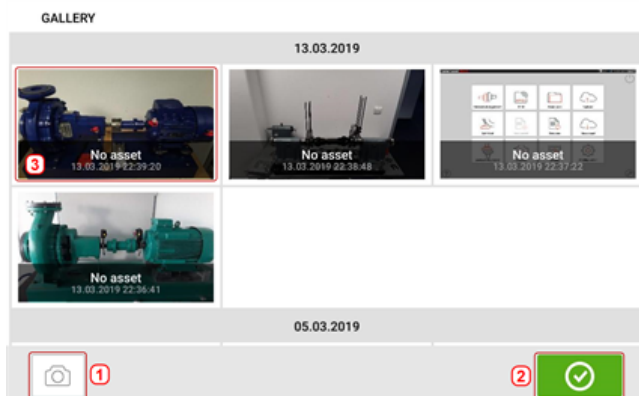 GALLERY
13.03.2019
No asset
13.03.2019 22:39:20
3
No asset
13.03.2019 22:38:48
No asset
13.03.2019 22:37:22
No asset
13.03.2019 22:36:41
05.03.2019
1
2